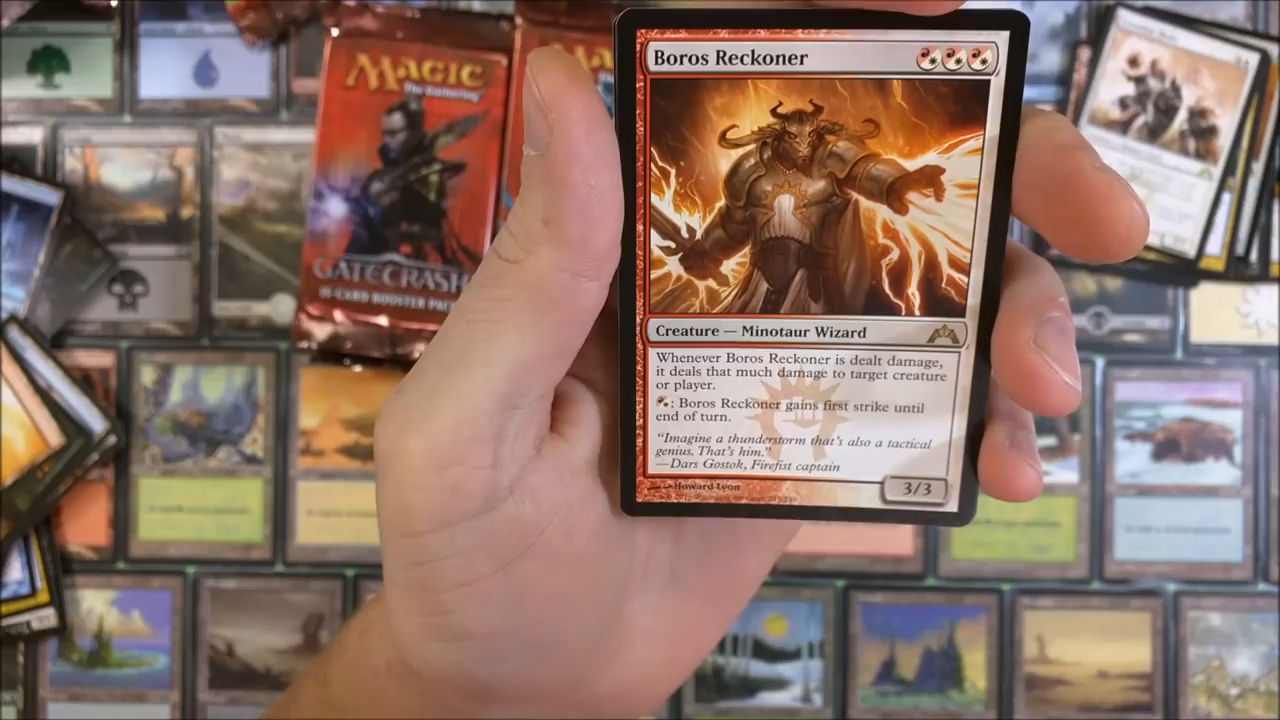 MAGIC
The Gathering
GATECRASH
15-CARD BOOSTER PACK
Boros Reckoner
Creature — Minotaur Wizard
Whenever Boros Reckoner is dealt damage,
it deals that much damage to target creature
or player.
: Boros Reckoner gains first strike until
end of turn.
"Imagine a thunderstorm that's also a tactical
genius. That's him."
—Dars Gostok, Firefist captain
Howard Lyon
3/3